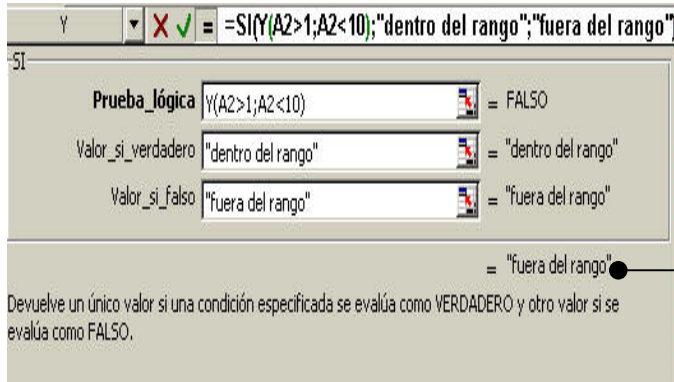 Y = =SI(Y(A2>1;A2<10);"dentro del rango";"fuera del rango")
SI
Prueba_lógica Y(A2>1;A2<10) = FALSO
Valor_si_verdadero "dentro del rango" = "dentro del rango"
Valor_si_falso "fuera del rango" = "fuera del rango"
= "fuera del rango"
Devuelve un único valor si una condición especificada se evalúa como VERDADERO y otro valor si se
evalúa como FALSO.